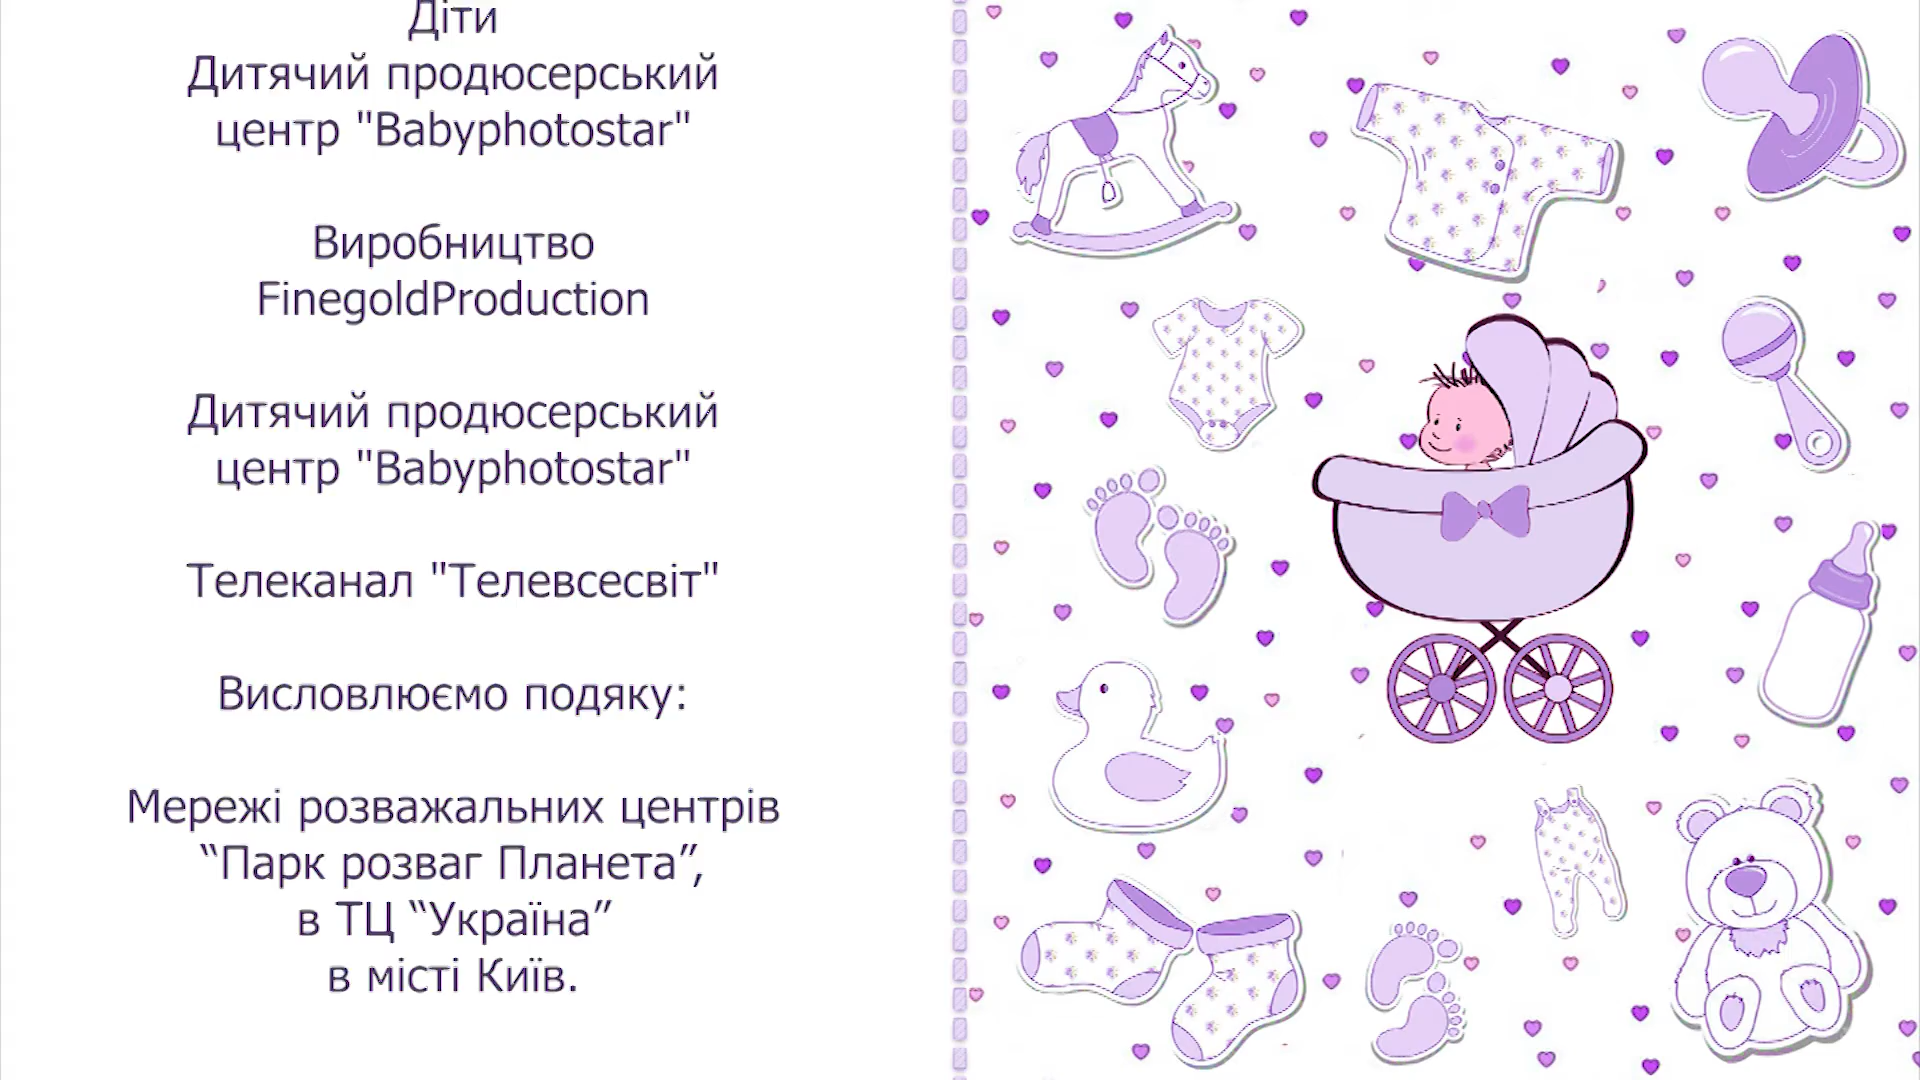 Діти
Дитячий продюсерський
центр "Babyphotostar"
Виробництво
FinegoldProduction
Дитячий продюсерський
центр "Babyphotostar"
Телеканал "Телевсесвіт"
Висловлюємо подяку:
Мережі розважальних центрів
“Парк розваг Планета”,
в ТЦ “Україна”
в місті Київ.